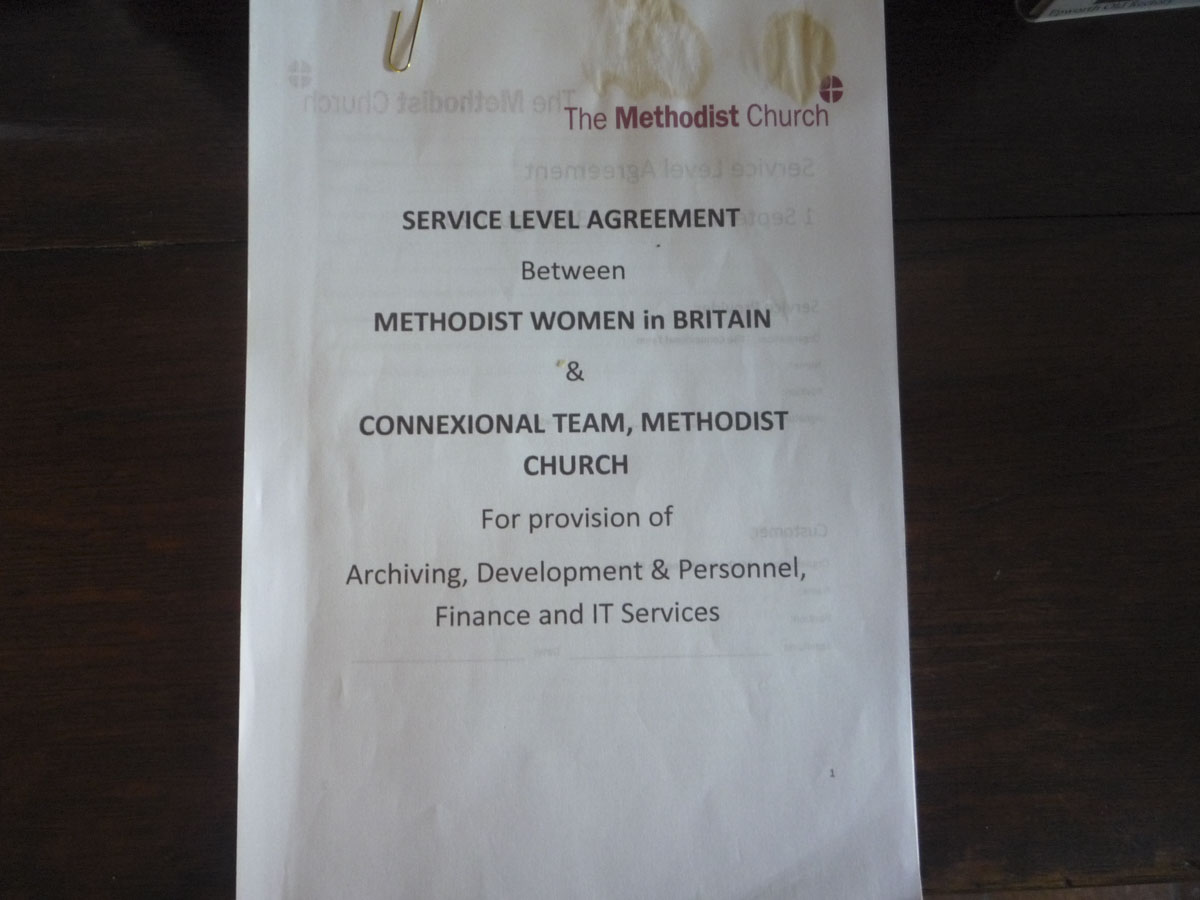 The Methodist Church
SERVICE LEVEL AGREEMENT
Between
METHODIST WOMEN in BRITAIN
&
CONNEXIONAL TEAM, METHODIST
CHURCH
For provision of
Archiving, Development & Personnel,
Finance and IT Services
1